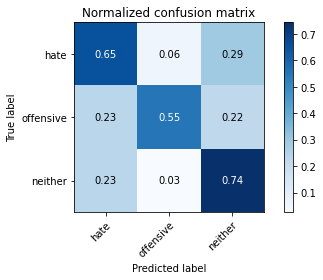 Normalized confusion matrix
True label
hate
0.65
0.06
0.29
offensive
0.23
0.55
0.22
neither
0.23
0.03
0.74
hate
offensive
neither
Predicted label
0.7
0.6
0.5
0.4
0.3
0.2
0.1